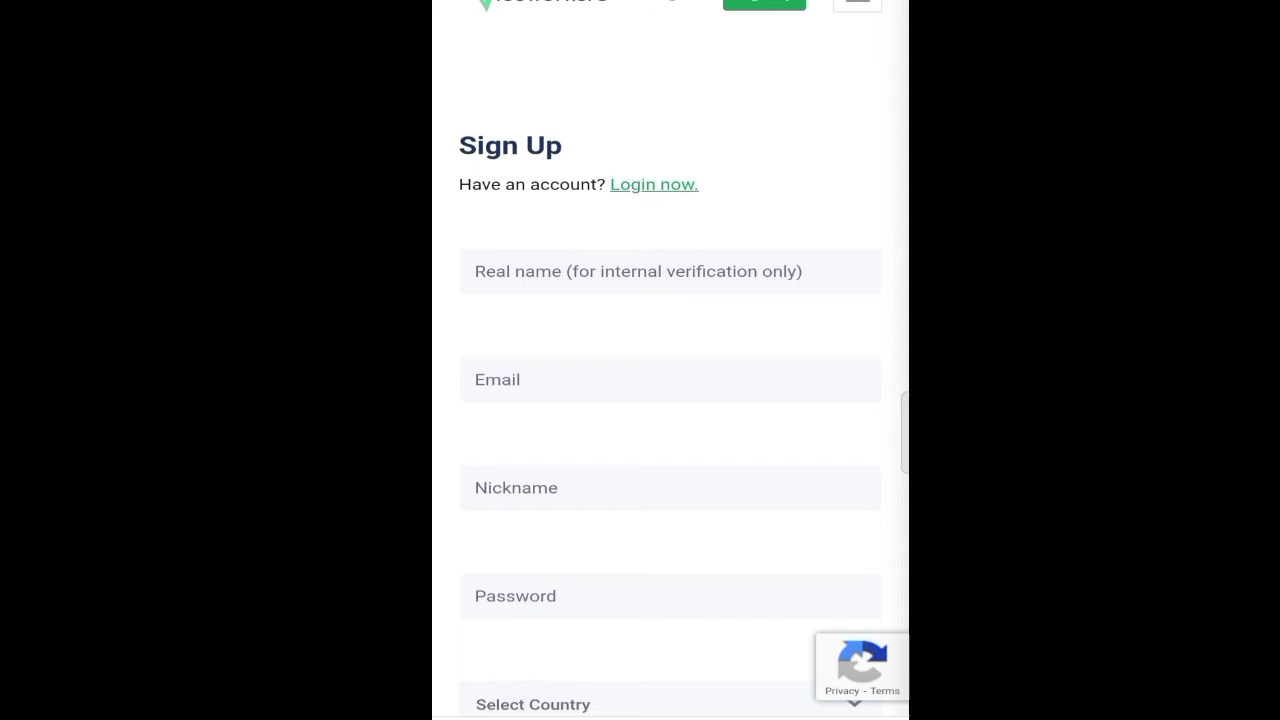 Sign Up
Have an account? Login now.
Real name (for internal verification only)
Email
Nickname
Password
Privacy - Terms
Select Country